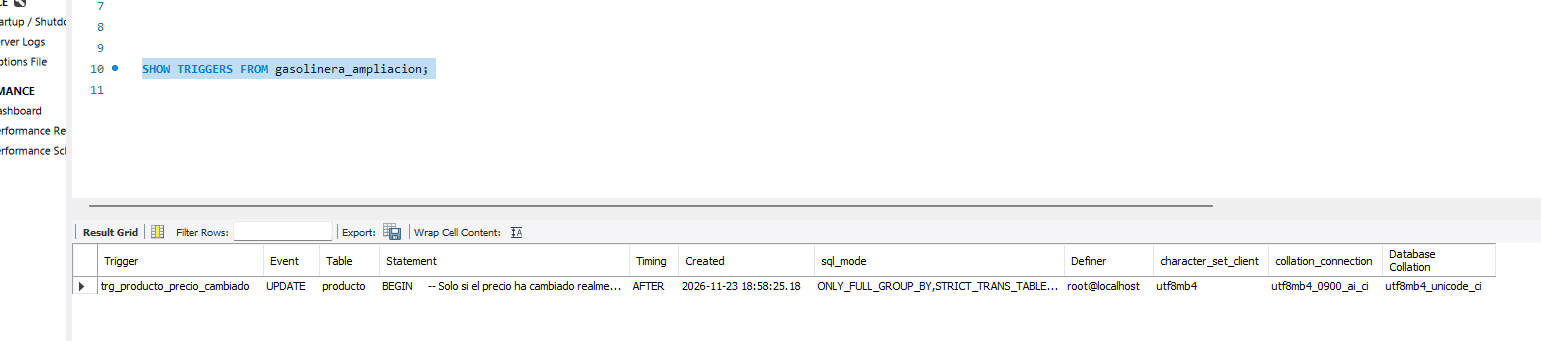 7
artup / Shutdo
8
erver Logs
9
ptions File
10 SHOW TRIGGERS FROM gasolinera_ampliacion;
MANCE
11
ashboard
erformance Re
erformance Scl
Result Grid Filter Rows: Export: Wrap Cell Content:
Trigger Event Table Statement Timing Created sql_mode Definer character_set_client collation_connection Database Collation
trg_producto_precio_cambiado UPDATE producto BEGIN -- Solo si el precio ha cambiado realme... AFTER 2026-11-23 18:58:25.18 ONLY_FULL_GROUP_BY,STRICT_TRANS_TABLE... root@localhost utf8mb4 utf8mb4_0900_ai_ci utf8mb4_unicode_ci